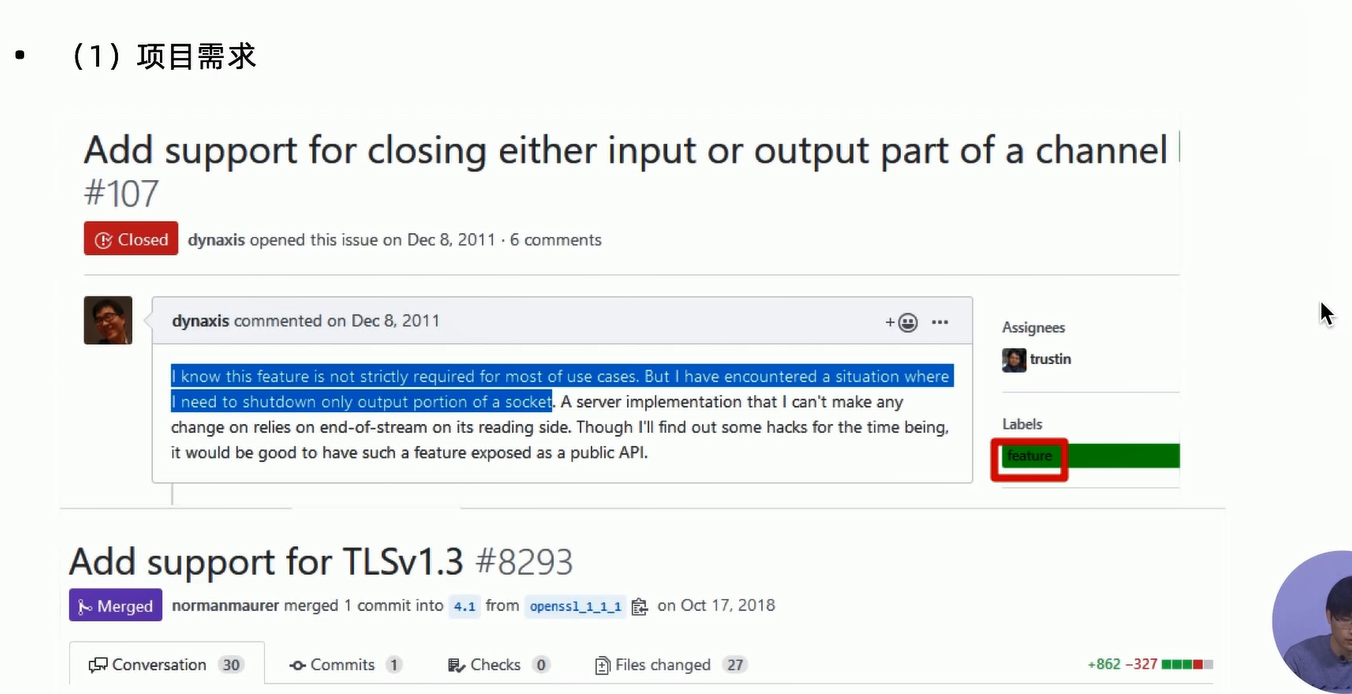 • （1）项目需求
Add support for closing either input or output part of a channel
#107
Closed dynaxis opened this issue on Dec 8, 2011 · 6 comments
dynaxis commented on Dec 8, 2011
I know this feature is not strictly required for most of use cases. But I have encountered a situation where
I need to shutdown only output portion of a socket. A server implementation that I can't make any
change on relies on end-of-stream on its reading side. Though I'll find out some hacks for the time being,
it would be good to have such a feature exposed as a public API.
Assignees
trustin
Labels
feature
Add support for TLSv1.3 #8293
Merged normanmaurer merged 1 commit into 4.1 from openssl_1_1_1 on Oct 17, 2018
Conversation 30 Commits 1 Checks 0 Files changed 27 +862 −327